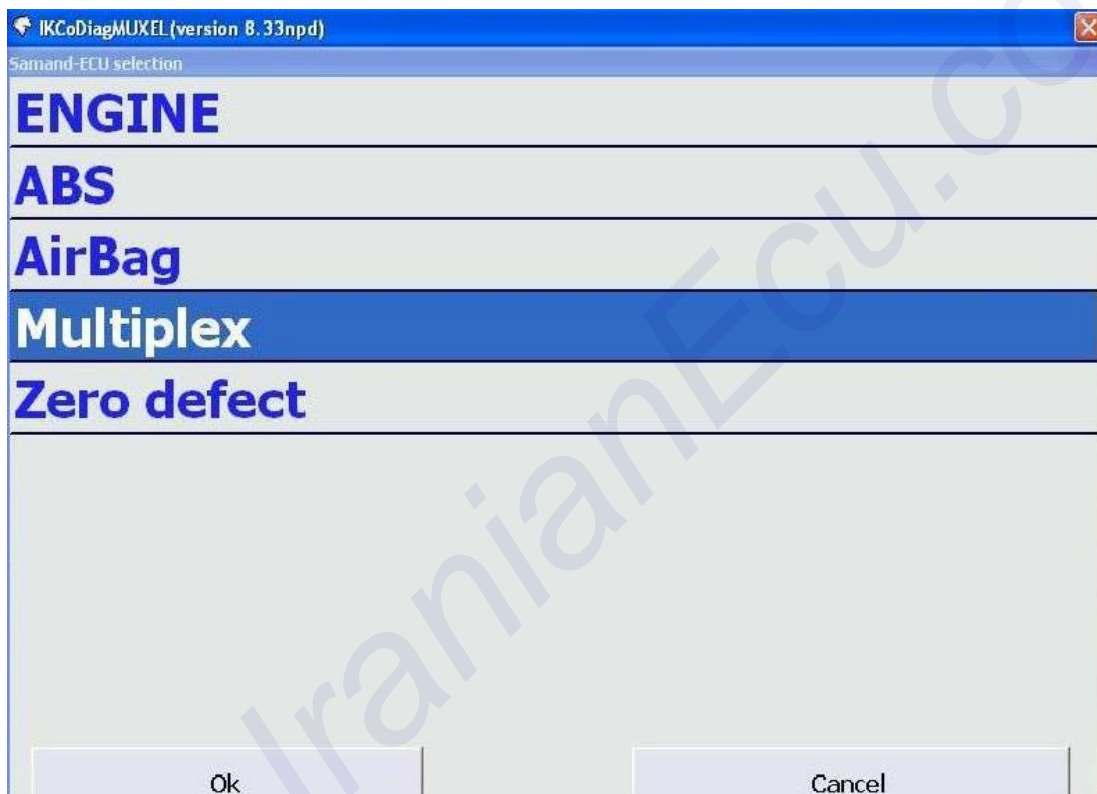 IKCoDiagMUXEL(version 8.33npd)
Samand-ECU selection
ENGINE
ABS
AirBag
Multiplex
Zero defect
Ok
Cancel
IranianEcu.co